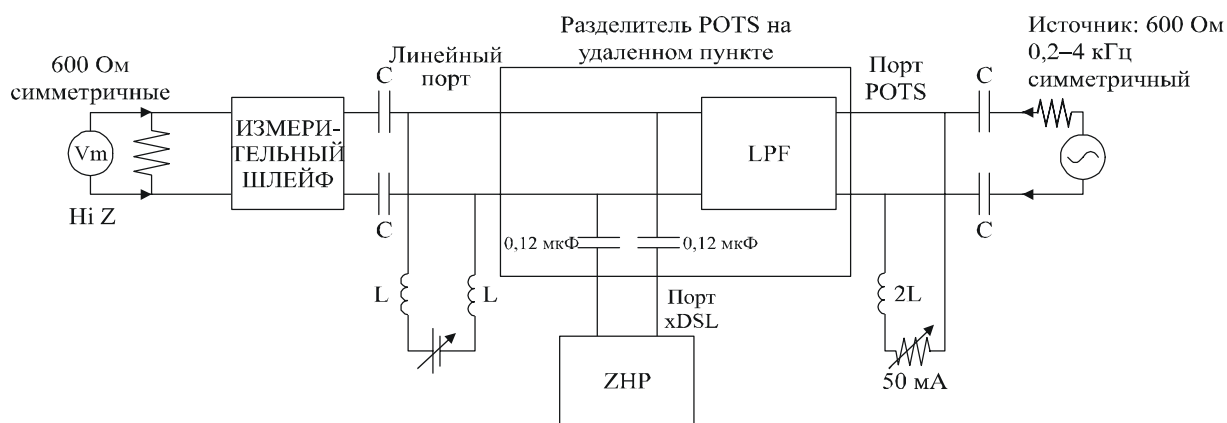 600 Ом
симметричные
Vm
Hi Z
ИЗМЕРИ-
ТЕЛЬНЫЙ
ШЛЕЙФ
C
C
Линейный
порт
L
L
Разделитель POTS на
удаленном пункте
LPF
0,12 мкФ
0,12 мкФ
Порт
xDSL
ZHP
Порт
POTS
2L
50 мА
C
C
Источник: 600 Ом
0,2–4 кГц
симметричный